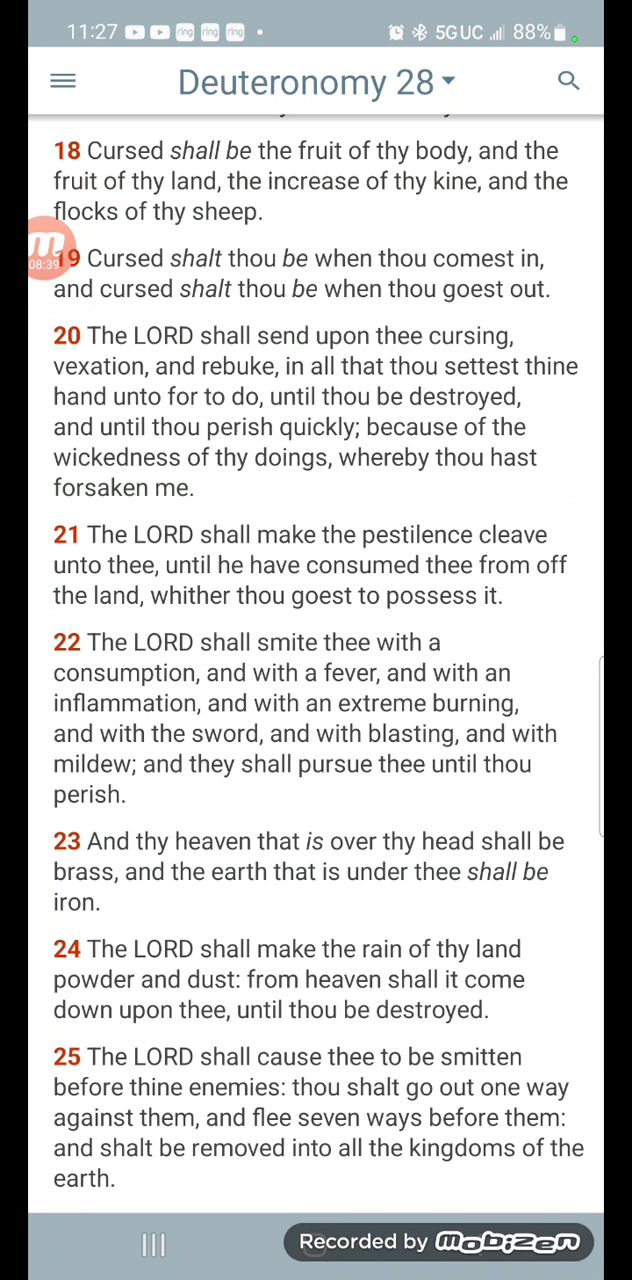 11:27 ring ring ring • 5G UC 88%
Deuteronomy 28
18 Cursed shall be the fruit of thy body, and the
fruit of thy land, the increase of thy kine, and the
flocks of thy sheep.
08:39
19 Cursed shalt thou be when thou comest in,
and cursed shalt thou be when thou goest out.
20 The LORD shall send upon thee cursing,
vexation, and rebuke, in all that thou settest thine
hand unto for to do, until thou be destroyed,
and until thou perish quickly; because of the
wickedness of thy doings, whereby thou hast
forsaken me.
21 The LORD shall make the pestilence cleave
unto thee, until he have consumed thee from off
the land, whither thou goest to possess it.
22 The LORD shall smite thee with a
consumption, and with a fever, and with an
inflammation, and with an extreme burning,
and with the sword, and with blasting, and with
mildew; and they shall pursue thee until thou
perish.
23 And thy heaven that is over thy head shall be
brass, and the earth that is under thee shall be
iron.
24 The LORD shall make the rain of thy land
powder and dust: from heaven shall it come
down upon thee, until thou be destroyed.
25 The LORD shall cause thee to be smitten
before thine enemies: thou shalt go out one way
against them, and flee seven ways before them:
and shalt be removed into all the kingdoms of the
earth.
Recorded by mobizen